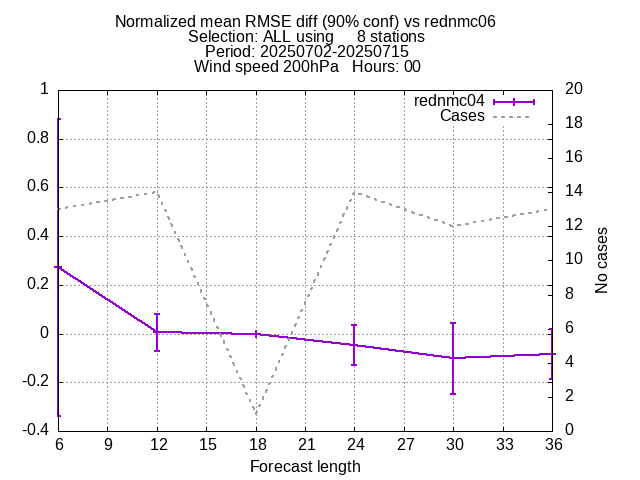 Normalized mean RMSE diff (90% conf) vs rednmc06
Selection: ALL using 8 stations
Period: 20250702-20250715
Wind speed 200hPa Hours: 00
1
0.8
0.6
0.4
0.2
0
-0.2
-0.4
20
18
16
14
12
10
8
6
4
2
0
rednmc04
Cases
No cases
6 9 12 15 18 21 24 27 30 33 36
Forecast length